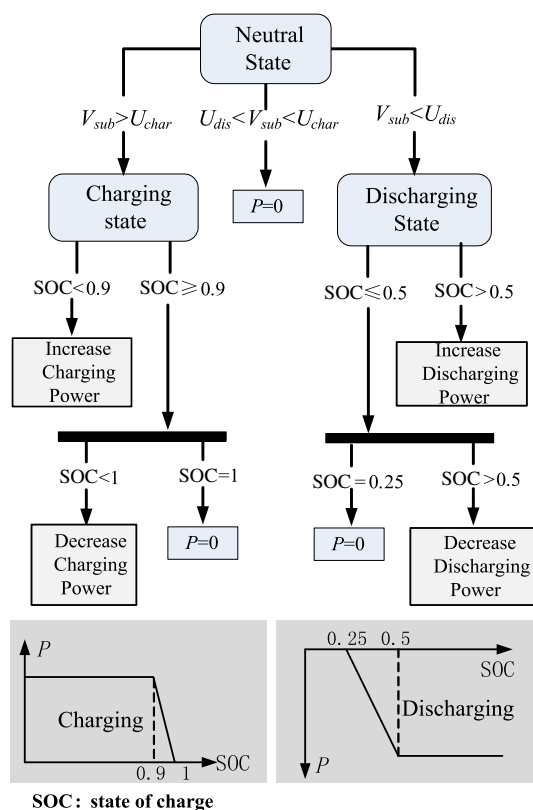 Neutral
State
V_sub>U_char
U_dis<V_sub<U_char
V_sub<U_dis
Charging
state
P=0
Discharging
State
SOC<0.9
SOC≥0.9
SOC≤0.5
SOC>0.5
Increase
Charging
Power
Increase
Discharging
Power
SOC<1
SOC=1
SOC=0.25
SOC>0.5
Decrease
Charging
Power
P=0
P=0
Decrease
Discharging
Power
P
Charging
0.9
1
SOC
0.25
0.5
SOC
Discharging
P
SOC: state of charge